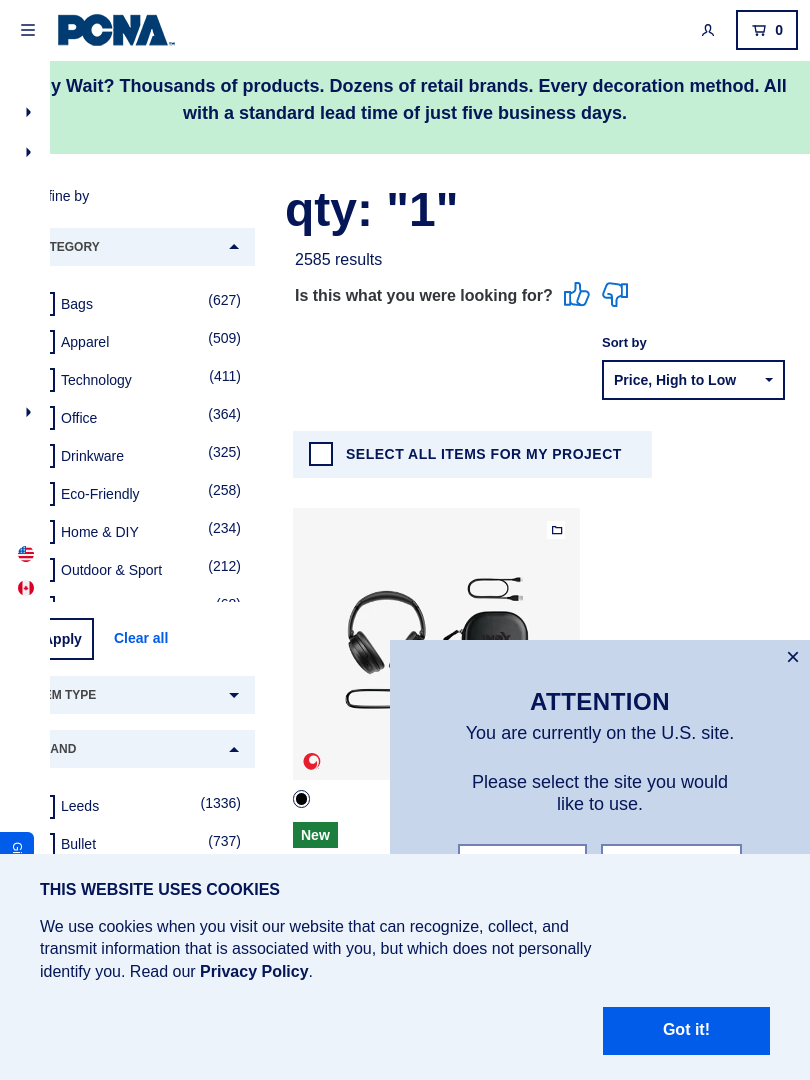 PCNA
0
y Wait? Thousands of products. Dozens of retail brands. Every decoration method. All
with a standard lead time of just five business days.
fine by
qty: "1"
TEGORY
2585 results
Is this what you were looking for?
Bags (627)
Apparel (509)
Technology (411)
Office (364)
Drinkware (325)
Eco-Friendly (258)
Home & DIY (234)
Outdoor & Sport (212)
Sort by
Price, High to Low
SELECT ALL ITEMS FOR MY PROJECT
Apply Clear all
EM TYPE
AND
Leeds (1336)
Bullet (737)
New
ATTENTION
You are currently on the U.S. site.
Please select the site you would
like to use.
THIS WEBSITE USES COOKIES
We use cookies when you visit our website that can recognize, collect, and
transmit information that is associated with you, but which does not personally
identify you. Read our Privacy Policy.
Got it!